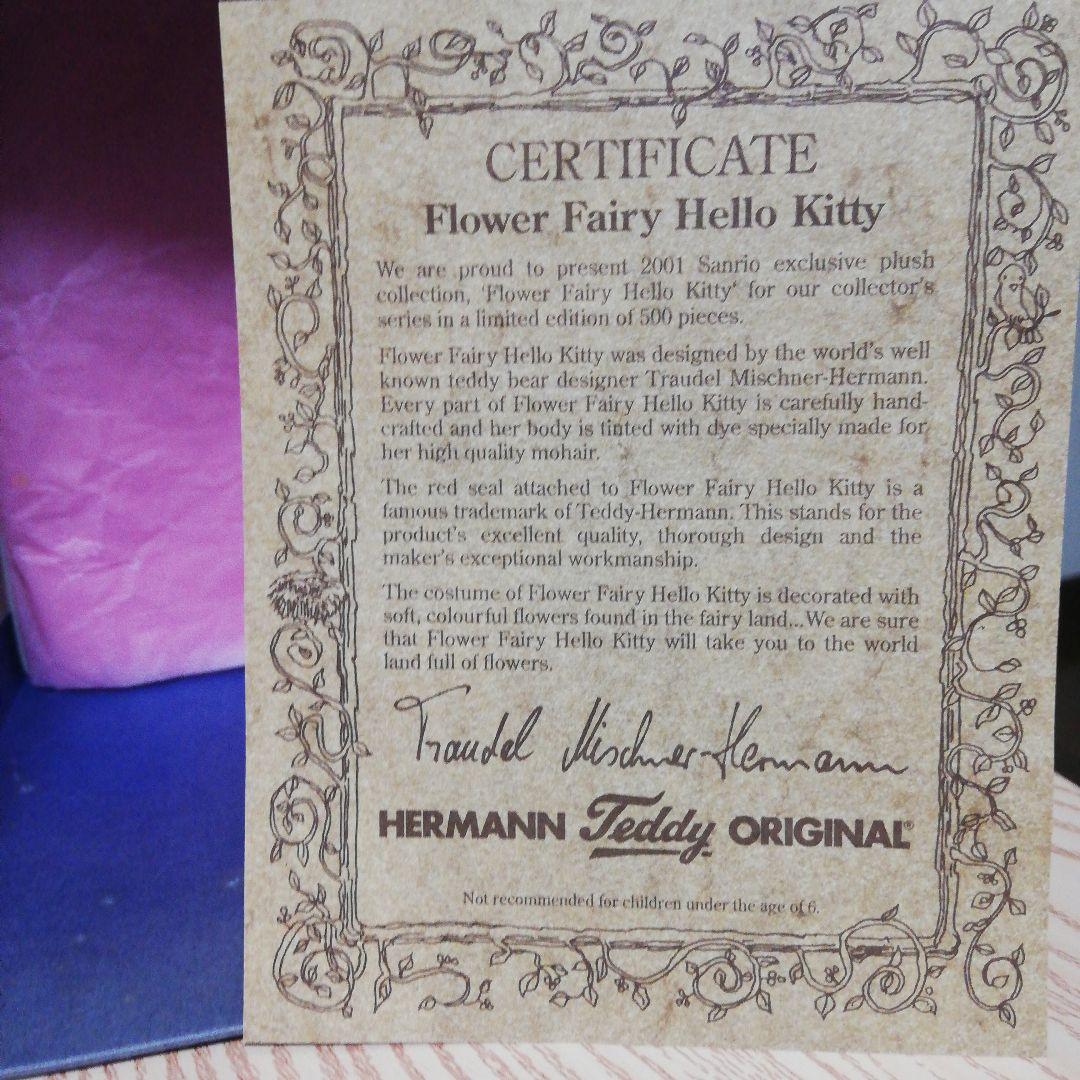 CERTIFICATE
Flower Fairy Hello Kitty
We are proud to present 2001 Sanrio exclusive plush
collection, 'Flower Fairy Hello Kitty' for our collector's
series in a limited edition of 500 pieces.
Flower Fairy Hello Kitty was designed by the world's well
known teddy bear designer Traudel Mischner-Hermann.
Every part of Flower Fairy Hello Kitty is carefully hand-
crafted and her body is tinted with dye specially made for
her high quality mohair.
The red seal attached to Flower Fairy Hello Kitty is a
famous trademark of Teddy-Hermann. This stands for the
product's excellent quality, thorough design and the
maker's exceptional workmanship.
The costume of Flower Fairy Hello Kitty is decorated with
soft, colourful flowers found in the fairy land...We are sure
that Flower Fairy Hello Kitty will take you to the world
land full of flowers.
Traudel Mischner-Hermann
HERMANN Teddy ORIGINAL®
Not recommended for children under the age of 6.